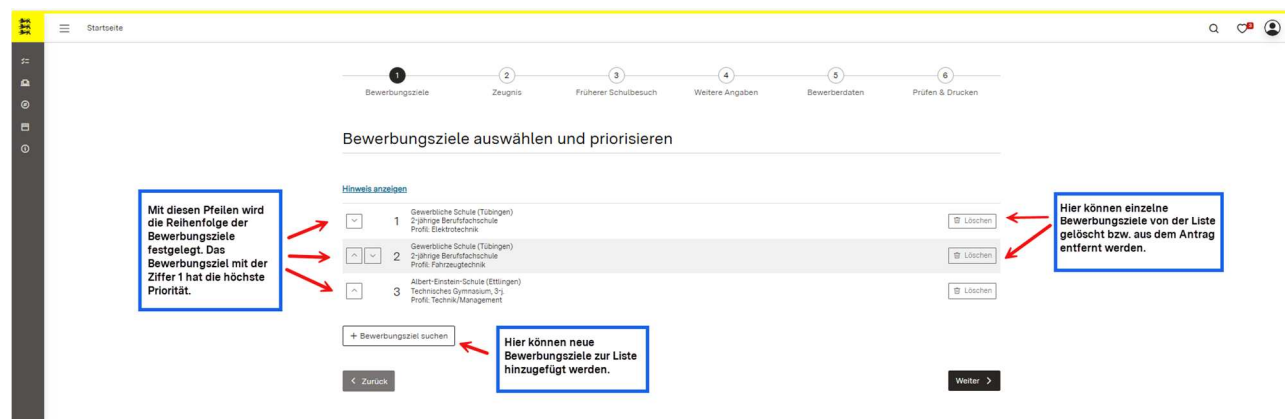 Startseite
3
1
2
3
4
5
6
Bewerbungsziele
Zeugnis
Früherer Schulbesuch
Weitere Angaben
Bewerberdaten
Prüfen & Drucken
Bewerbungsziele auswählen und priorisieren
Hinweis anzeigen
Mit diesen Pfeilen wird
die Reihenfolge der
Bewerbungsziele
festgelegt. Das
Bewerbungsziel mit der
Ziffer 1 hat die höchste
Priorität.
1
Gewerbliche Schule (Tübingen)
2-jährige Berufsfachschule
Profil: Elektrotechnik
Löschen
2
Gewerbliche Schule (Tübingen)
2-jährige Berufsfachschule
Profil: Fahrzeugtechnik
Löschen
3
Albert-Einstein-Schule (Ettlingen)
Technisches Gymnasium, 3-j.
Profil: Technik/Management
Löschen
Hier können einzelne
Bewerbungsziele von der Liste
gelöscht bzw. aus dem Antrag
entfernt werden.
+ Bewerbungsziel suchen
Hier können neue
Bewerbungsziele zur Liste
hinzugefügt werden.
Zurück
Weiter